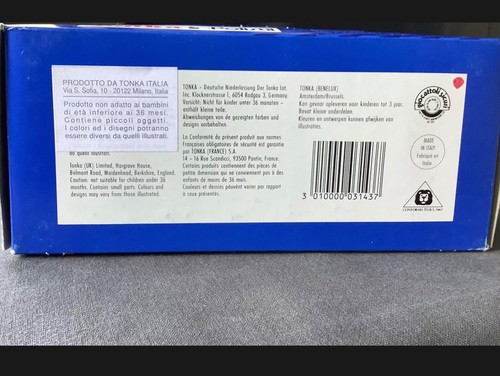 PRODOTTO DA TONKA ITALIA
Via S. Sofia, 10 - 20122 Milano, Italia
Prodotto non adatto ai bambini
di età inferiore ai 36 mesi.
Contiene piccoli oggetti.
I colori ed i disegni potranno
essere diversi da quelli illustrati.
da quelli illustrati.
Tonka (UK) Limited, Hargrave House,
Belmont Road, Maidenhead, Berkshire, England.
Caution: not suitable for children under 36
months. Contains small parts. Colours and
designs may vary from those illustrated.
TONKA - Deutsche Niederlassung Der Tonka Int.
Inc. Klocknerstrasse 1, 6054 Rodgau 3, Germany
Vorsicht: Nicht für kinder unter 36 monaten -
enthält kleine teile.
Abweichungen von de gezeigten farben und
designs vorbehalten.
La Conformité du présent produit aux normes
Françaises obligatoires de sécurité est garantie
par TONKA (FRANCE) S.A.
14 - 16 Rue Scandicci, 93500 Pantin, France.
Contient des petites pièces ou pièces de petite
dimension qui ne conviennent pas à des
enfants de moins de 36 mois.
Couleurs et dessins peuvent varier par rapport
à ceux présentés.
TONKA (BENELUX)
Amsterdam/Brussels.
Kan gevaar opleveren voor kinderen tot 3 jaar.
Bevat kleine onderdelen.
Kleuren en ontwerpen kunnen afwijken van
illustraties.
3 010000 031437
giocattoli sicuri
MADE
IN ITALY
Fabriqué en
Italie